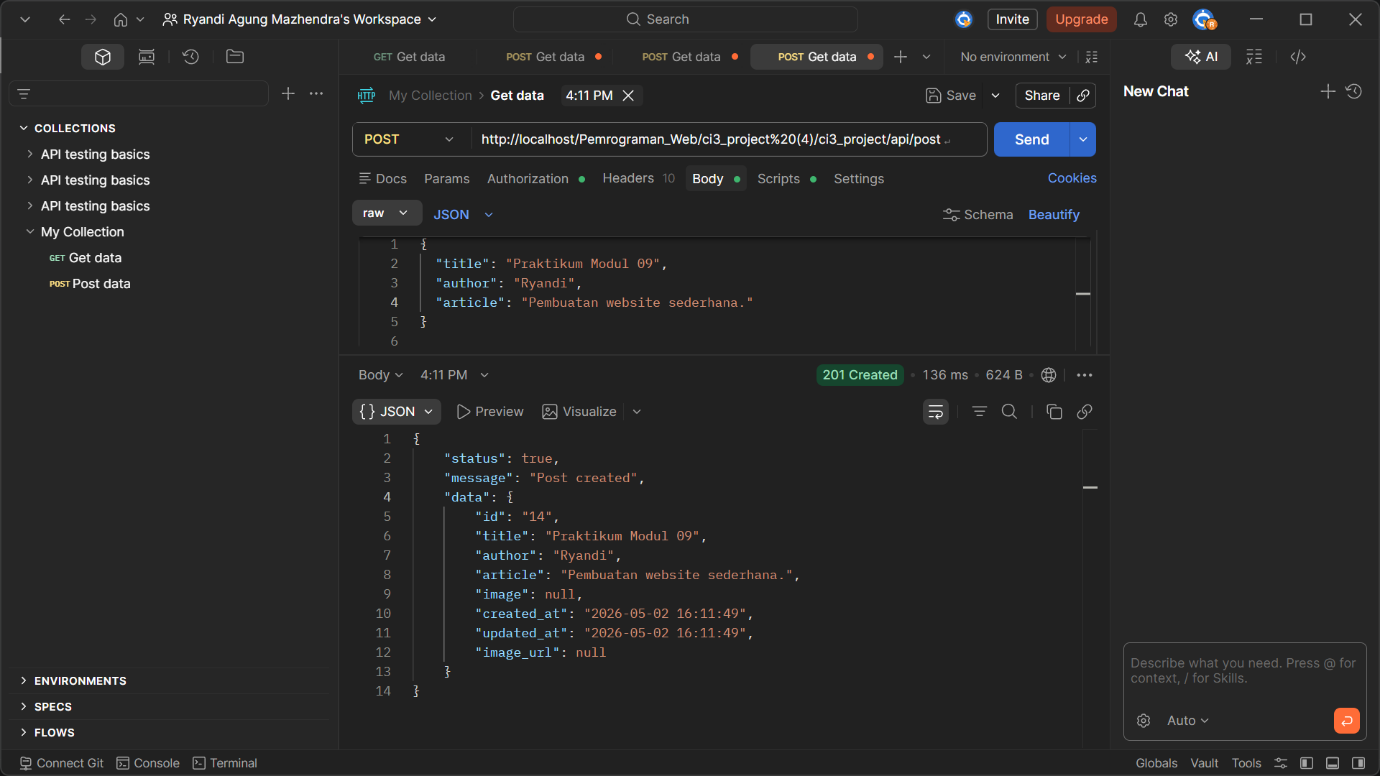 Ryandi Agung Mazhendra's Workspace
Search
Invite
Upgrade
GET Get data
POST Get data
POST Get data
POST Get data
No environment
AI
HTTP
My Collection > Get data
4:11 PM
Save
Share
New Chat
COLLECTIONS
API testing basics
API testing basics
API testing basics
My Collection
GET Get data
POST Post data
POST
http://localhost/Pemrograman_Web/ci3_project%20(4)/ci3_project/api/post
Send
Docs
Params
Authorization
Headers 10
Body
Scripts
Settings
Cookies
raw
JSON
Schema
Beautify
1 {
2 "title": "Praktikum Modul 09",
3 "author": "Ryandi",
4 "article": "Pembuatan website sederhana."
5 }
6
Body
4:11 PM
201 Created
136 ms
624 B
{} JSON
Preview
Visualize
1 {
2 "status": true,
3 "message": "Post created",
4 "data": {
5 "id": "14",
6 "title": "Praktikum Modul 09",
7 "author": "Ryandi",
8 "article": "Pembuatan website sederhana.",
9 "image": null,
10 "created_at": "2026-05-02 16:11:49",
11 "updated_at": "2026-05-02 16:11:49",
12 "image_url": null
13 }
14 }
ENVIRONMENTS
SPECS
FLOWS
Describe what you need. Press @ for
context, / for Skills.
Auto
Connect Git
Console
Terminal
Globals
Vault
Tools